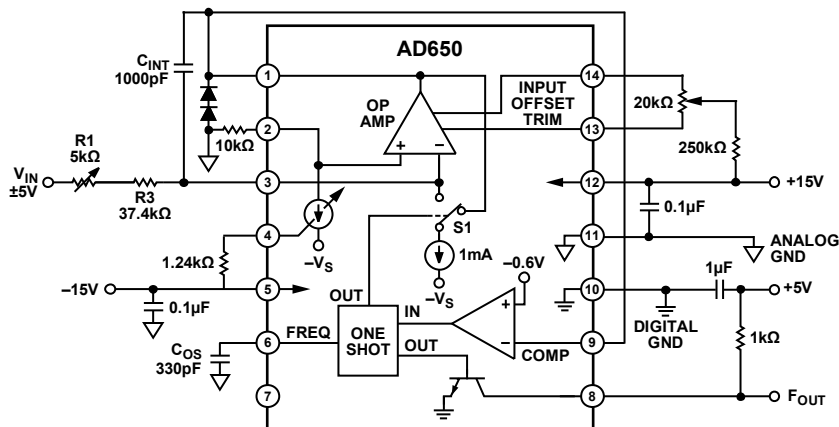 AD650
C_INT
1000pF
1
14
OP
AMP
INPUT
OFFSET
TRIM
20kΩ
2
10kΩ
+
−
13
250kΩ
R1
5kΩ
V_IN
±5V
R3
37.4kΩ
3
12
+15V
0.1µF
S1
4
−V_S
1mA
11
ANALOG
GND
1.24kΩ
−V_S
−0.6V
1µF
−15V
5
10
+5V
0.1µF
OUT
IN
+
DIGITAL
GND
6
FREQ
ONE
SHOT
OUT
−
COMP
9
1kΩ
C_OS
330pF
7
8
F_OUT